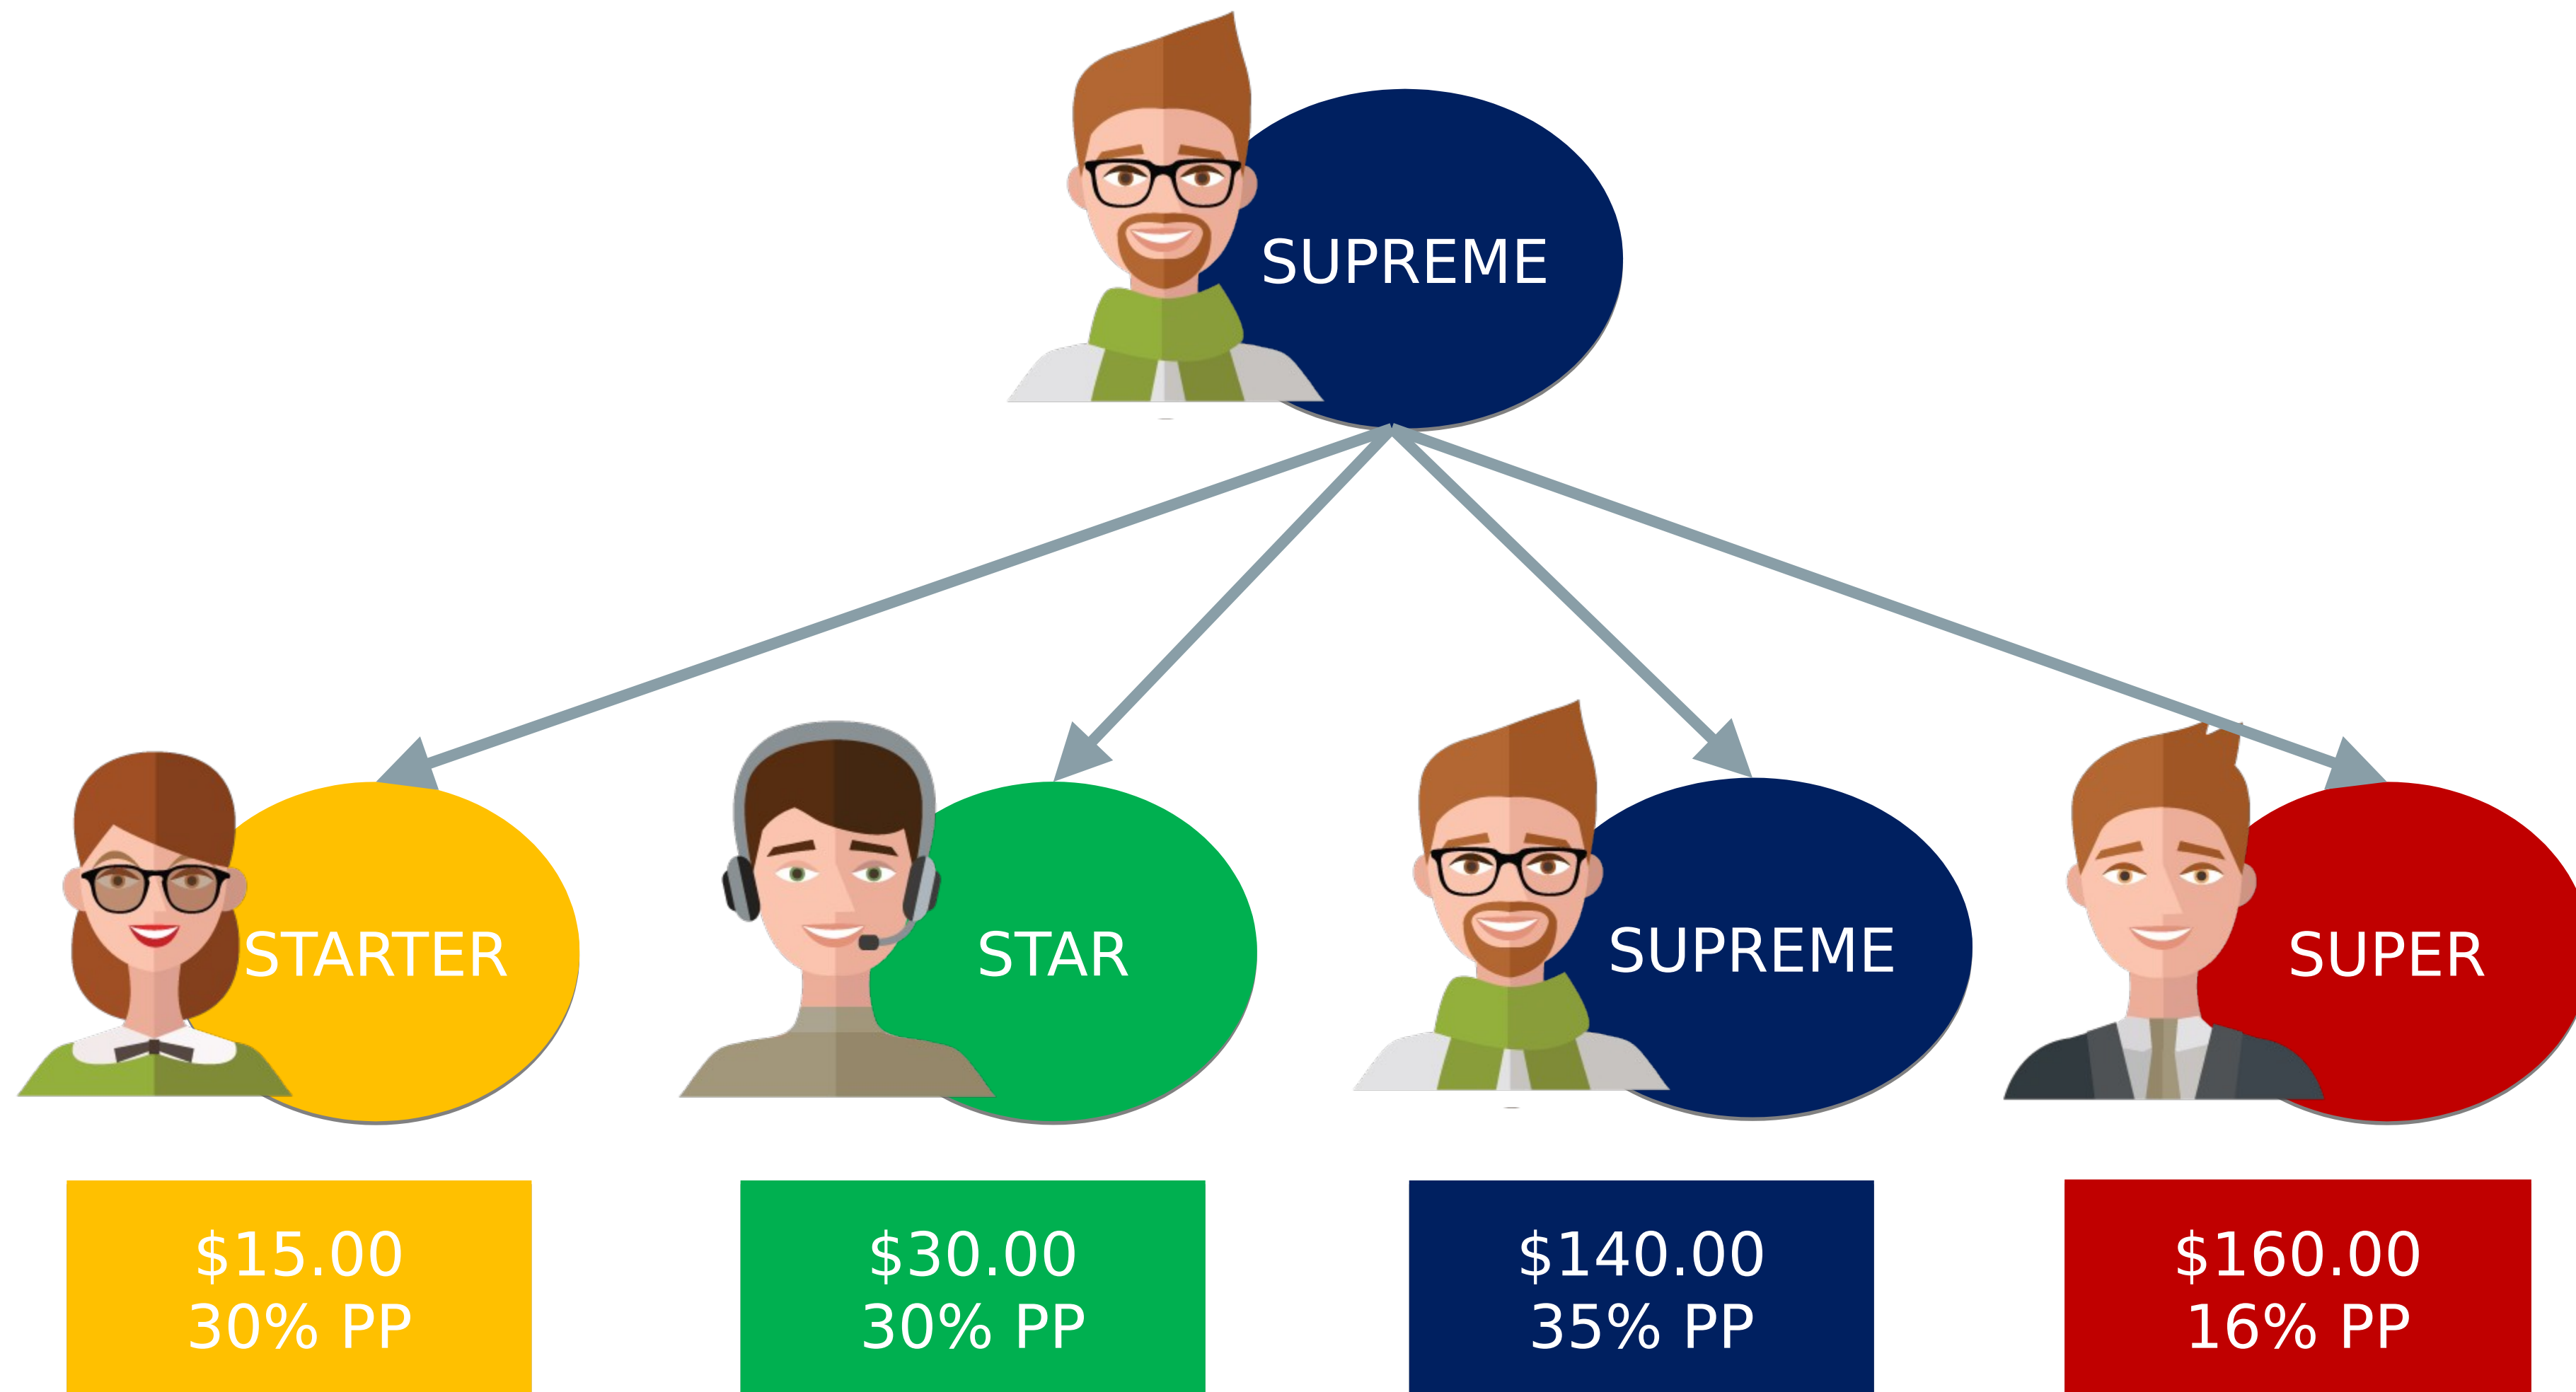 SUPREME
STARTER
STAR
SUPREME
SUPER
$15.00
30% PP
$30.00
30% PP
$140.00
35% PP
$160.00
16% PP